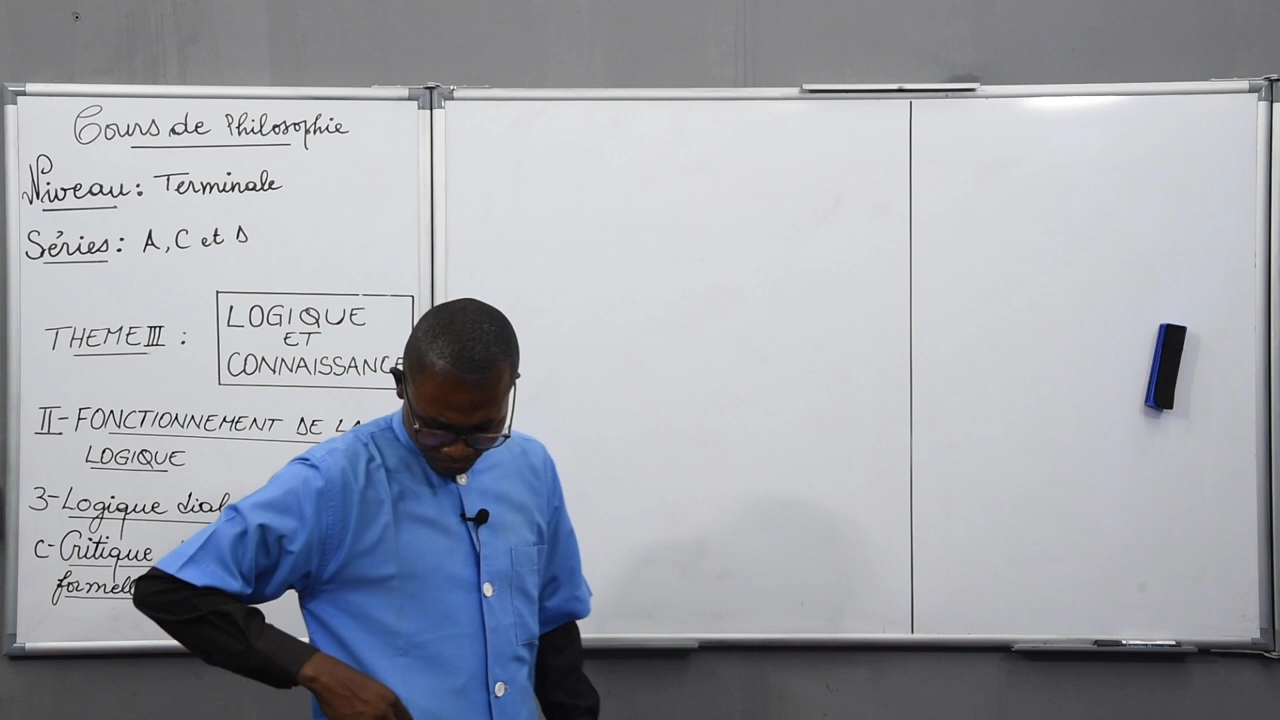 Cours de Philosophie
Niveau : Terminale
Séries : A, C et D
THEME III :
LOGIQUE
ET
CONNAISSANCE
II- FONCTIONNEMENT DE LA
LOGIQUE
3- Logique
c- Critique